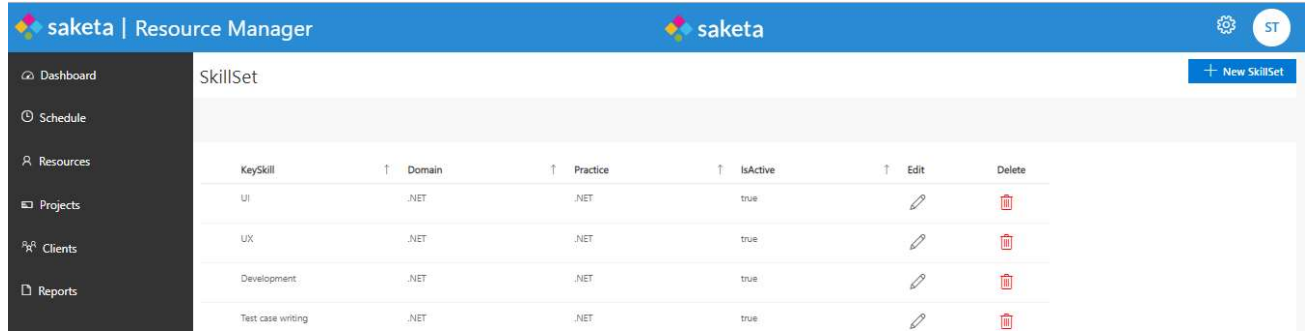 saketa | Resource Manager
saketa
ST
Dashboard
SkillSet
+ New SkillSet
Schedule
Resources
KeySkill ↑ Domain ↑ Practice ↑ IsActive ↑ Edit Delete
UI .NET .NET true
Projects
UX .NET .NET true
Clients
Development .NET .NET true
Reports
Test case writing .NET .NET true